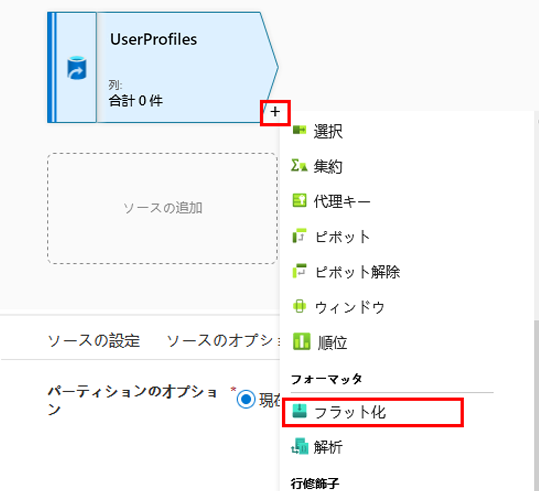 UserProfiles
列:
合計 0 件
+
選択
集約
代理キー
ソースの追加
ピボット
ピボット解除
ウィンドウ
ソースの設定
ソースのオプショ
順位
フォーマッタ
パーティションのオプショ
ン
*
現在
フラット化
解析
行修飾子